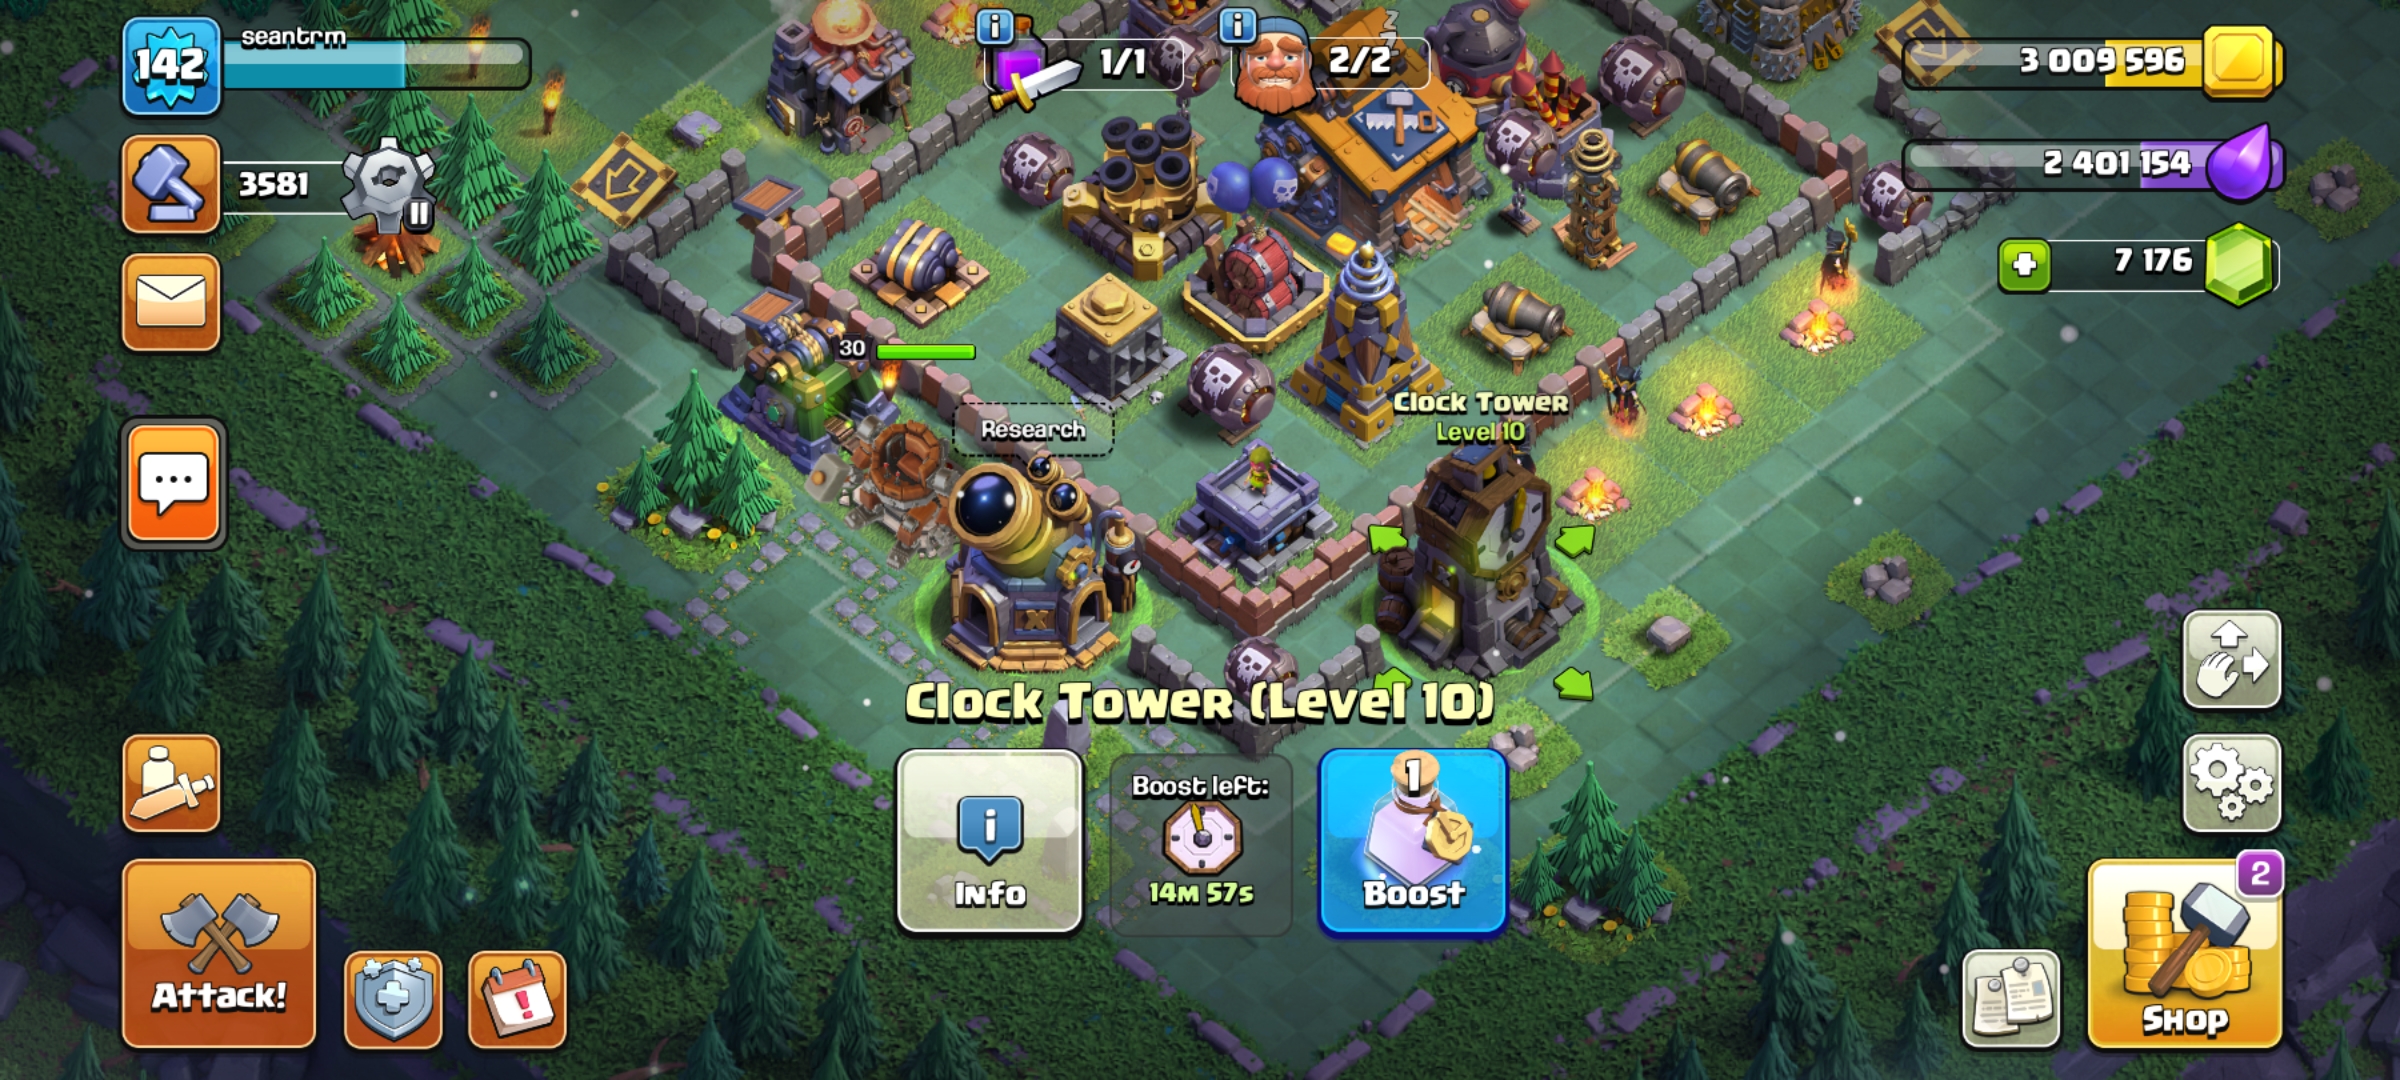 142
seantrm
1/1
2/2
3 009 596
3581
2 401 154
7 176
30
Research
Clock Tower
Level 10
Clock Tower (Level 10)
Info
Boost left:
14m 57s
1
Boost
Attack!
2
Shop